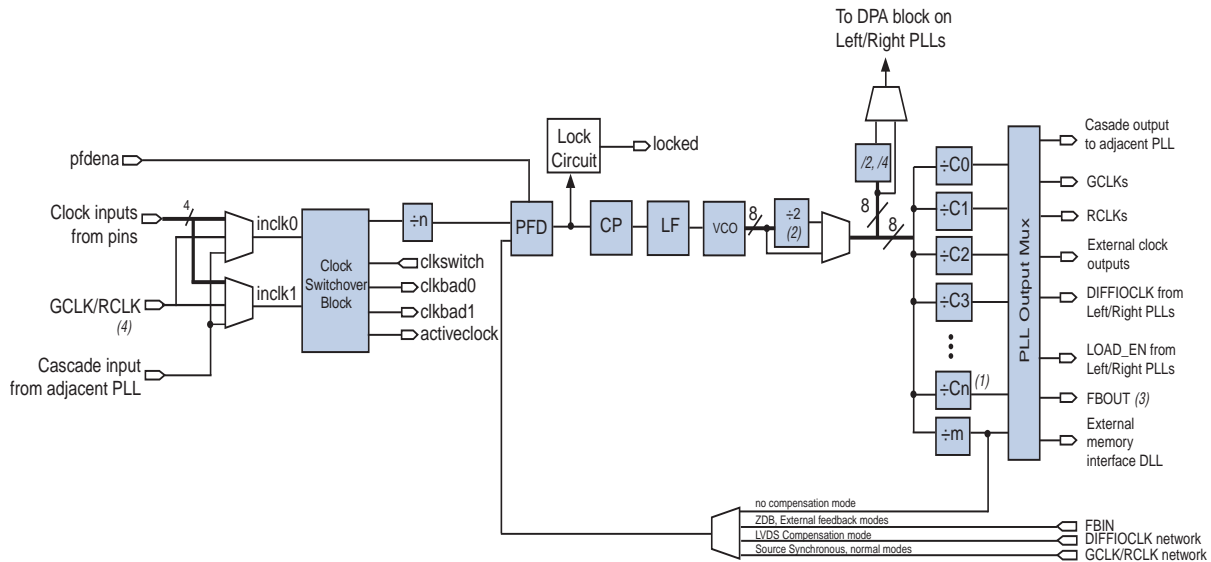 To DPA block on
Left/Right PLLs
pfdena
Lock
Circuit
locked
/2, /4
Clock inputs
from pins
4
inclk0
inclk1
GCLK/RCLK
(4)
Cascade input
from adjacent PLL
Clock
Switchover
Block
÷n
clkswitch
clkbad0
clkbad1
activeclock
PFD
CP
LF
VCO
8
÷2
(2)
8
8
÷C0
÷C1
÷C2
÷C3
÷Cn
(1)
÷m
PLL Output Mux
Casade output
to adjacent PLL
GCLKs
RCLKs
External clock
outputs
DIFFIOCLK from
Left/Right PLLs
LOAD_EN from
Left/Right PLLs
FBOUT (3)
External
memory
interface DLL
no compensation mode
ZDB, External feedback modes
LVDS Compensation mode
Source Synchronous, normal modes
FBIN
DIFFIOCLK network
GCLK/RCLK network